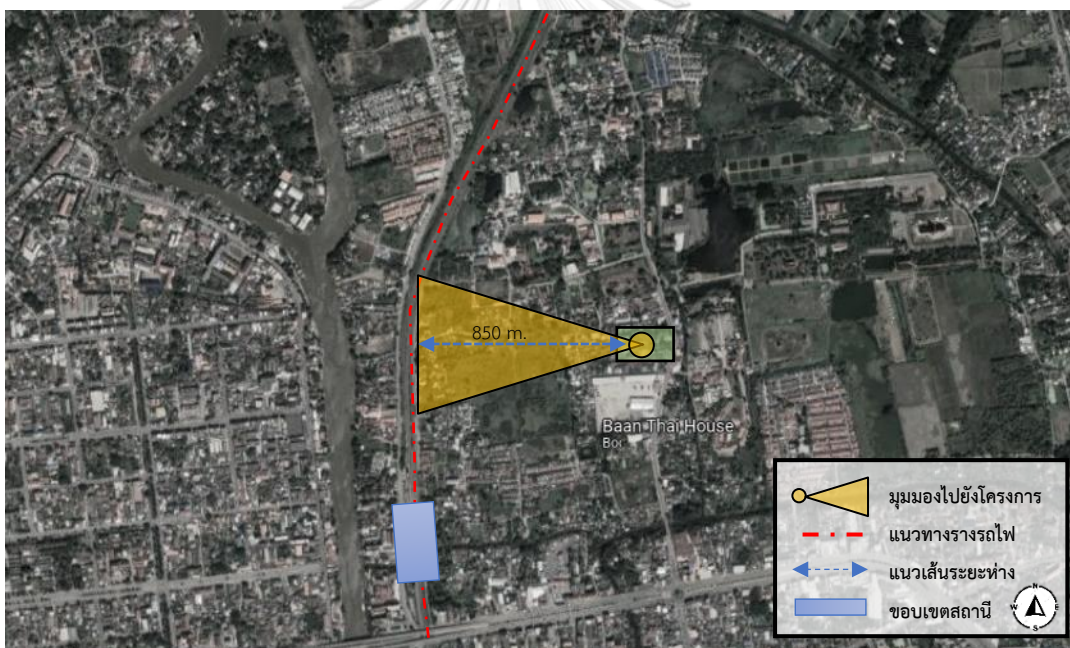 850 m.
Baan Thai House
มุมมองไปยังโครงการ
แนวทางรางรถไฟ
แนวเส้นระยะห่าง
ขอบเขตสถานี
N
W E
S